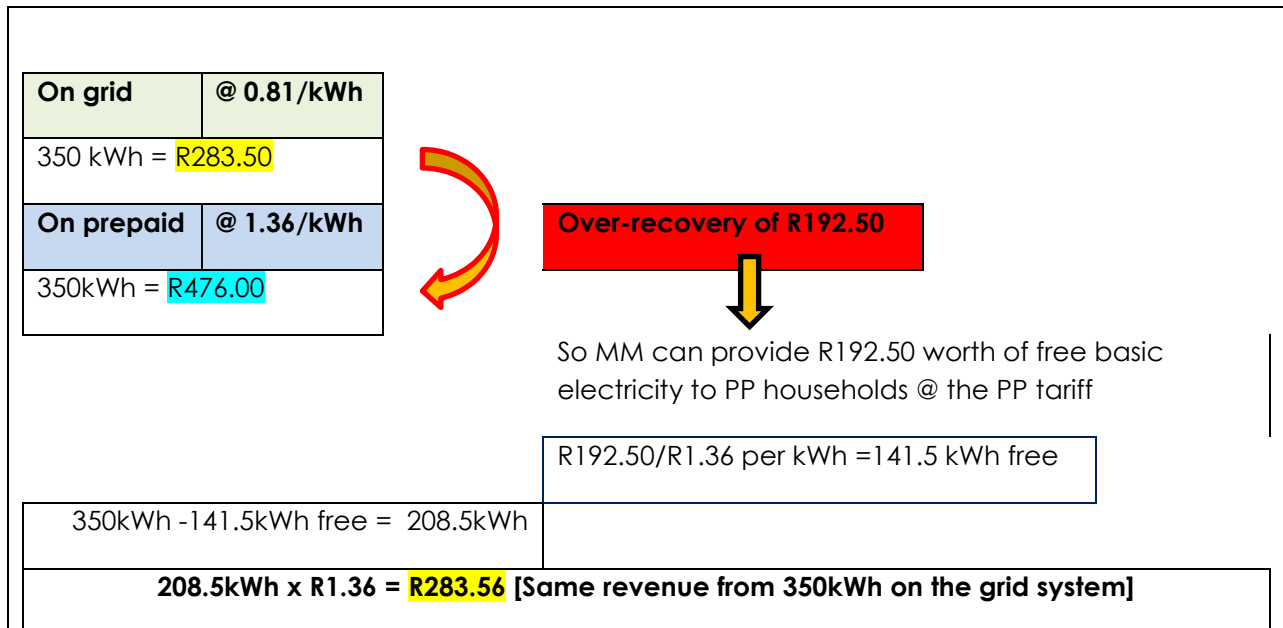 On grid @ 0.81/kWh
350 kWh = R283.50
On prepaid @ 1.36/kWh
350kWh = R476.00
Over-recovery of R192.50
So MM can provide R192.50 worth of free basic
electricity to PP households @ the PP tariff
R192.50/R1.36 per kWh =141.5 kWh free
350kWh -141.5kWh free = 208.5kWh
208.5kWh x R1.36 = R283.56 [Same revenue from 350kWh on the grid system]